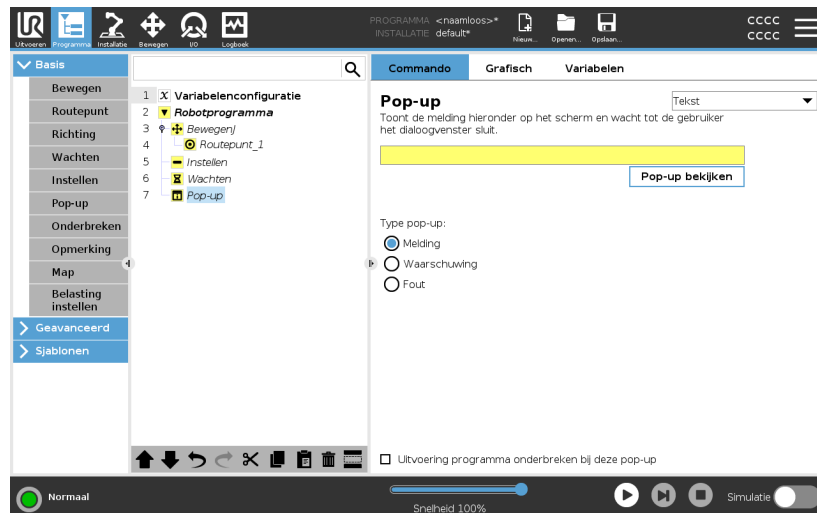 UR
Uitvoeren
Programma
Installatie
Bewegen
I/O
Logboek
PROGRAMMA <naamloos>*
INSTALLATIE default*
Nieuw...
Openen...
Opslaan...
cccc
cccc
Basis
Bewegen
Routepunt
Richting
Wachten
Instellen
Pop-up
Onderbreken
Opmerking
Map
Belasting
instellen
Geavanceerd
Sjablonen
1 X Variabelenconfiguratie
2 Robotprogramma
3 BewegenJ
4 Routepunt_1
5 Instellen
6 Wachten
7 Pop-up
Commando Grafisch Variabelen
Pop-up
Tekst
Toont de melding hieronder op het scherm en wacht tot de gebruiker
het dialoogvenster sluit.
Pop-up bekijken
Type pop-up:
Melding
Waarschuwing
Fout
Uitvoering programma onderbreken bij deze pop-up
Normaal
Snelheid 100%
Simulatie